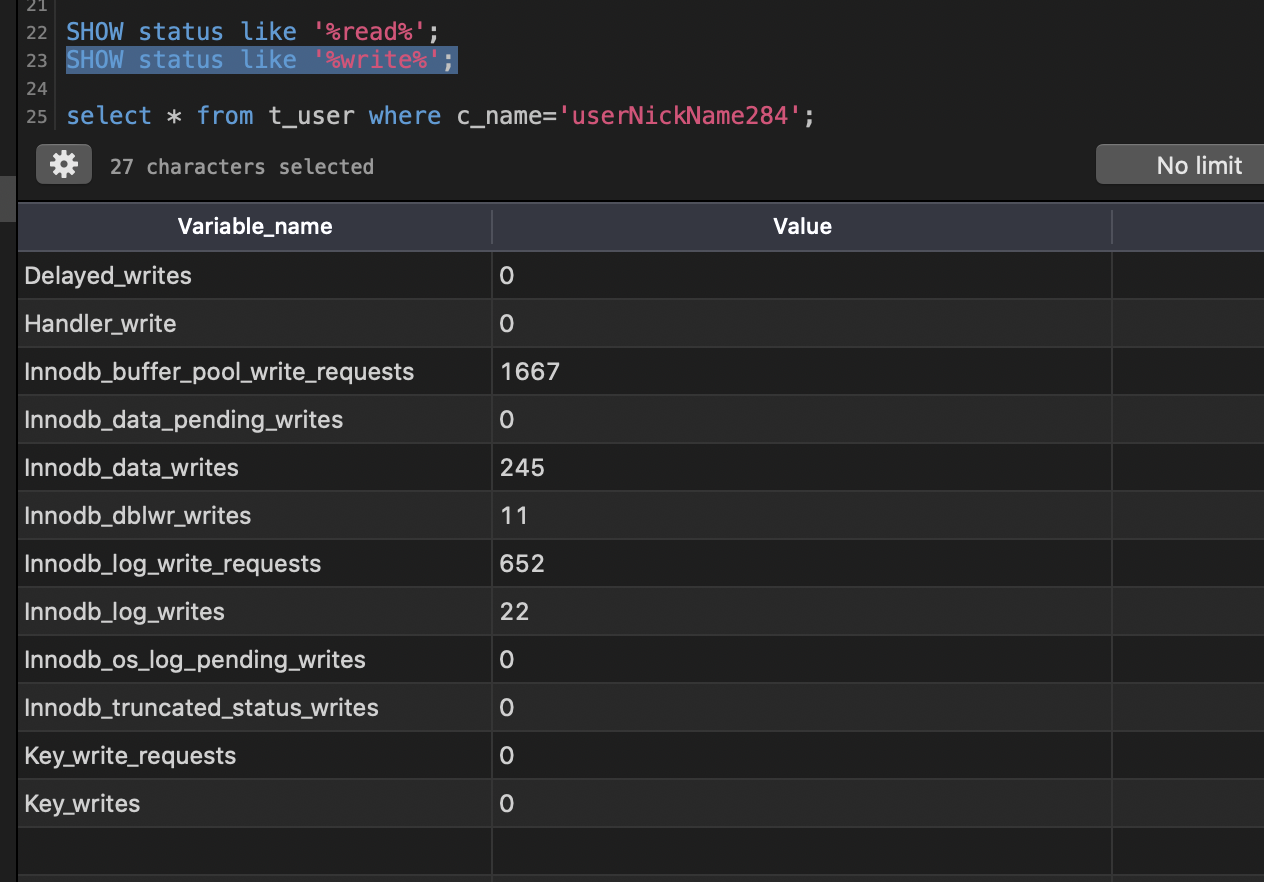 21
22 SHOW status like '%read%';
23 SHOW status like '%write%';
24
25 select * from t_user where c_name='userNickName284';
27 characters selected No limit
Variable_name Value
Delayed_writes 0
Handler_write 0
Innodb_buffer_pool_write_requests 1667
Innodb_data_pending_writes 0
Innodb_data_writes 245
Innodb_dblwr_writes 11
Innodb_log_write_requests 652
Innodb_log_writes 22
Innodb_os_log_pending_writes 0
Innodb_truncated_status_writes 0
Key_write_requests 0
Key_writes 0